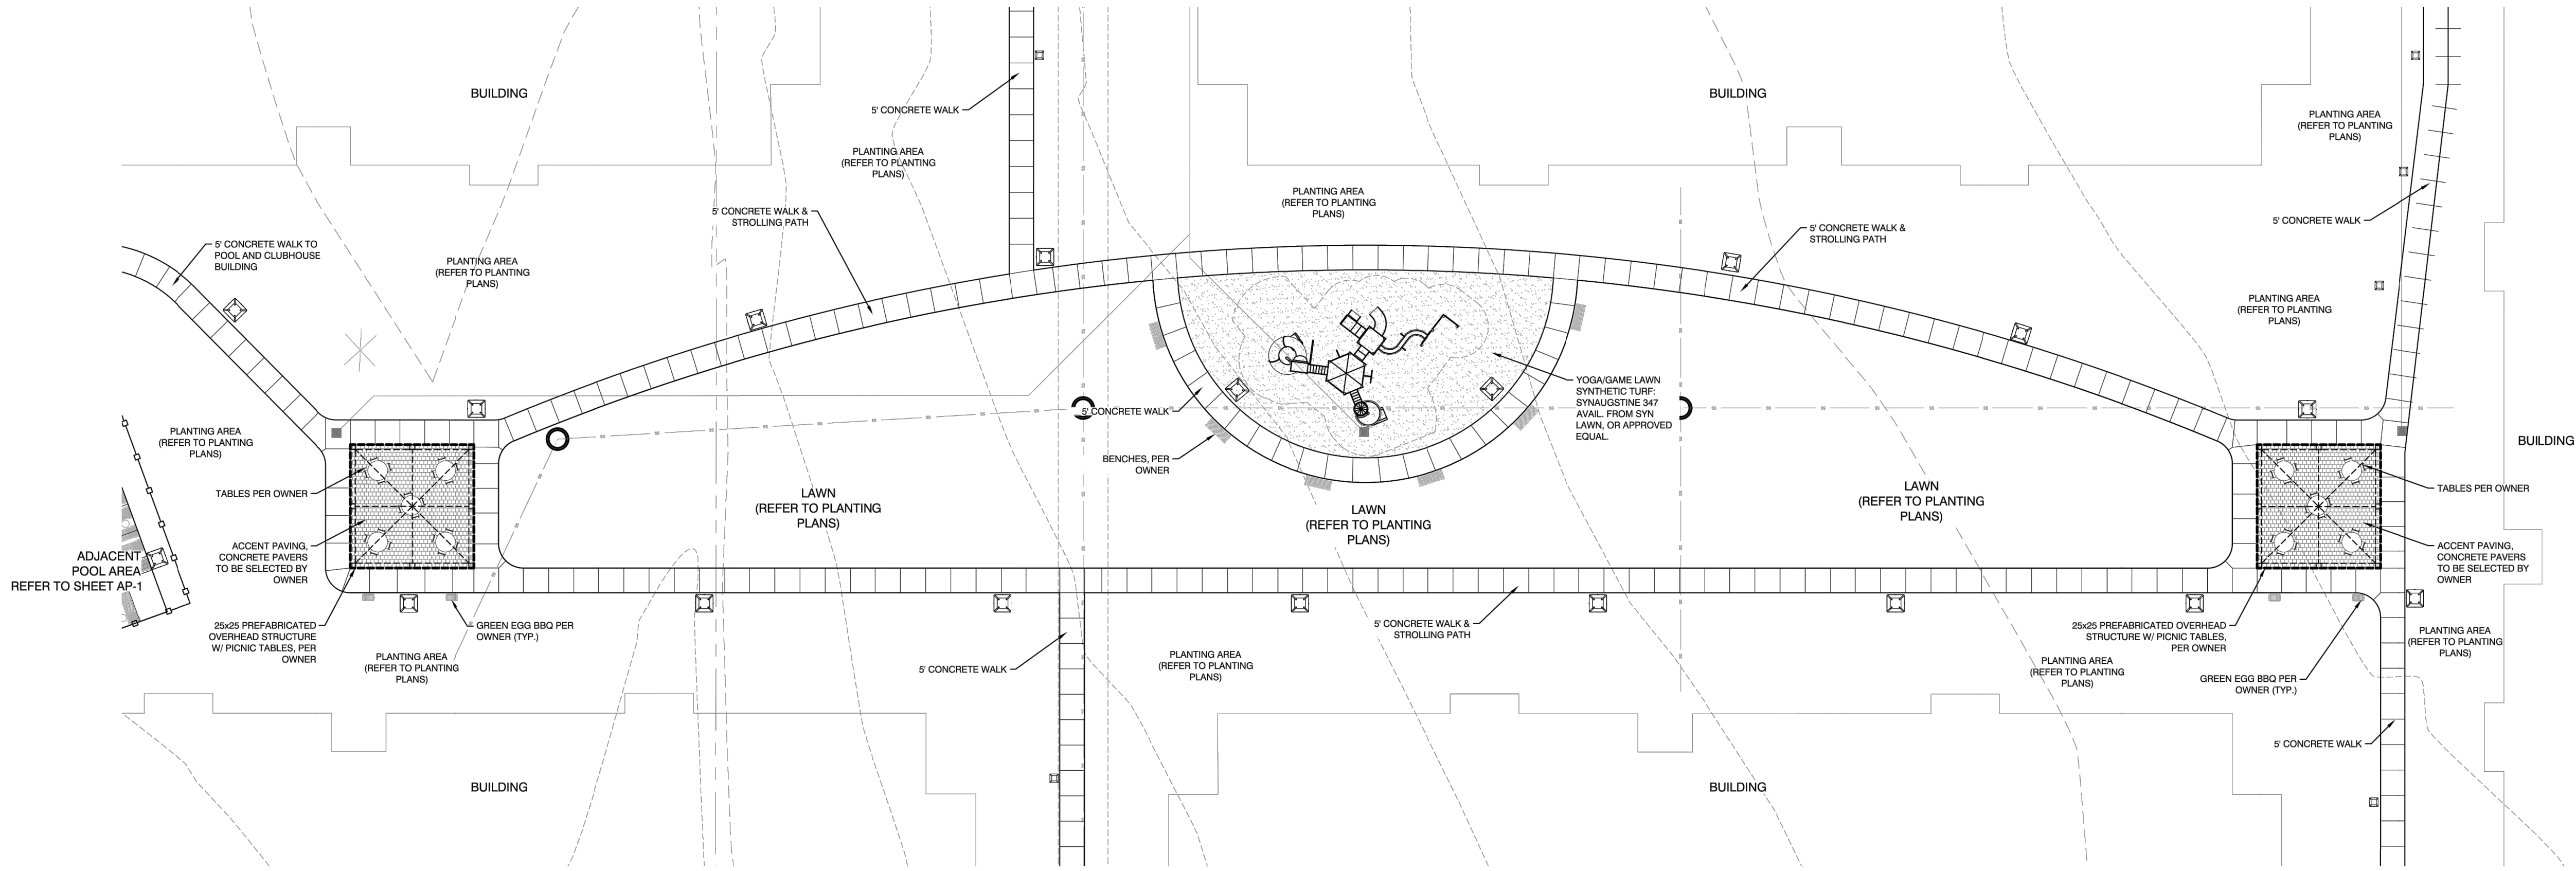 BUILDING
BUILDING
5' CONCRETE WALK
PLANTING AREA
(REFER TO PLANTING
PLANS)
PLANTING AREA
(REFER TO PLANTING
PLANS)
PLANTING AREA
(REFER TO PLANTING
PLANS)
5' CONCRETE WALK &
STROLLING PATH
5' CONCRETE WALK
5' CONCRETE WALK &
STROLLING PATH
5' CONCRETE WALK TO
POOL AND CLUBHOUSE
BUILDING
PLANTING AREA
(REFER TO PLANTING
PLANS)
PLANTING AREA
(REFER TO PLANTING
PLANS)
YOGA/GAME LAWN
SYNTHETIC TURF:
SYNAUGSTINE 347
AVAIL. FROM SYN
LAWN, OR APPROVED
EQUAL.
5' CONCRETE WALK
PLANTING AREA
(REFER TO PLANTING
PLANS)
BUILDING
BENCHES, PER
OWNER
TABLES PER OWNER
LAWN
(REFER TO PLANTING
PLANS)
LAWN
(REFER TO PLANTING
PLANS)
LAWN
(REFER TO PLANTING
PLANS)
TABLES PER OWNER
ADJACENT
POOL AREA
REFER TO SHEET AP-1
ACCENT PAVING,
CONCRETE PAVERS
TO BE SELECTED BY
OWNER
ACCENT PAVING,
CONCRETE PAVERS
TO BE SELECTED BY
OWNER
25x25 PREFABRICATED
OVERHEAD STRUCTURE
W/ PICNIC TABLES, PER
OWNER
GREEN EGG BBQ PER
OWNER (TYP.)
5' CONCRETE WALK &
STROLLING PATH
25x25 PREFABRICATED OVERHEAD
STRUCTURE W/ PICNIC TABLES,
PER OWNER
PLANTING AREA
(REFER TO PLANTING
PLANS)
PLANTING AREA
(REFER TO PLANTING
PLANS)
5' CONCRETE WALK
PLANTING AREA
(REFER TO PLANTING
PLANS)
PLANTING AREA
(REFER TO PLANTING
PLANS)
GREEN EGG BBQ PER
OWNER (TYP.)
5' CONCRETE WALK
BUILDING
BUILDING